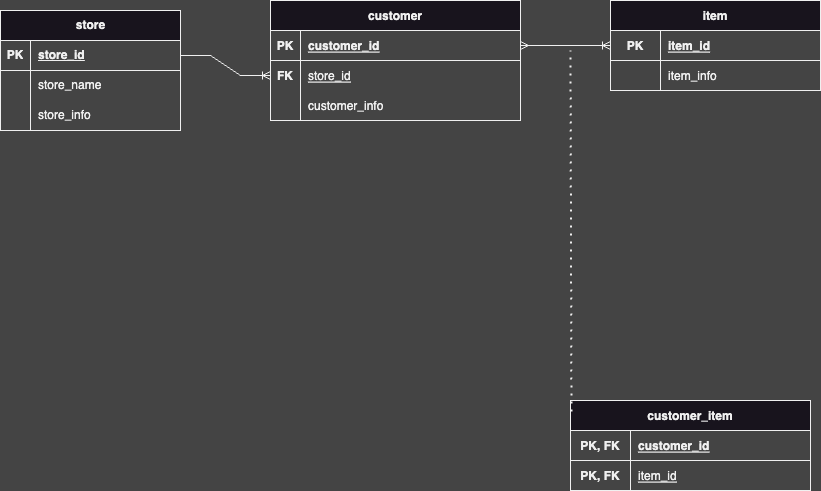 store
PK store_id
store_name
store_info
customer
PK customer_id
FK store_id
customer_info
item
PK item_id
item_info
customer_item
PK, FK customer_id
PK, FK item_id